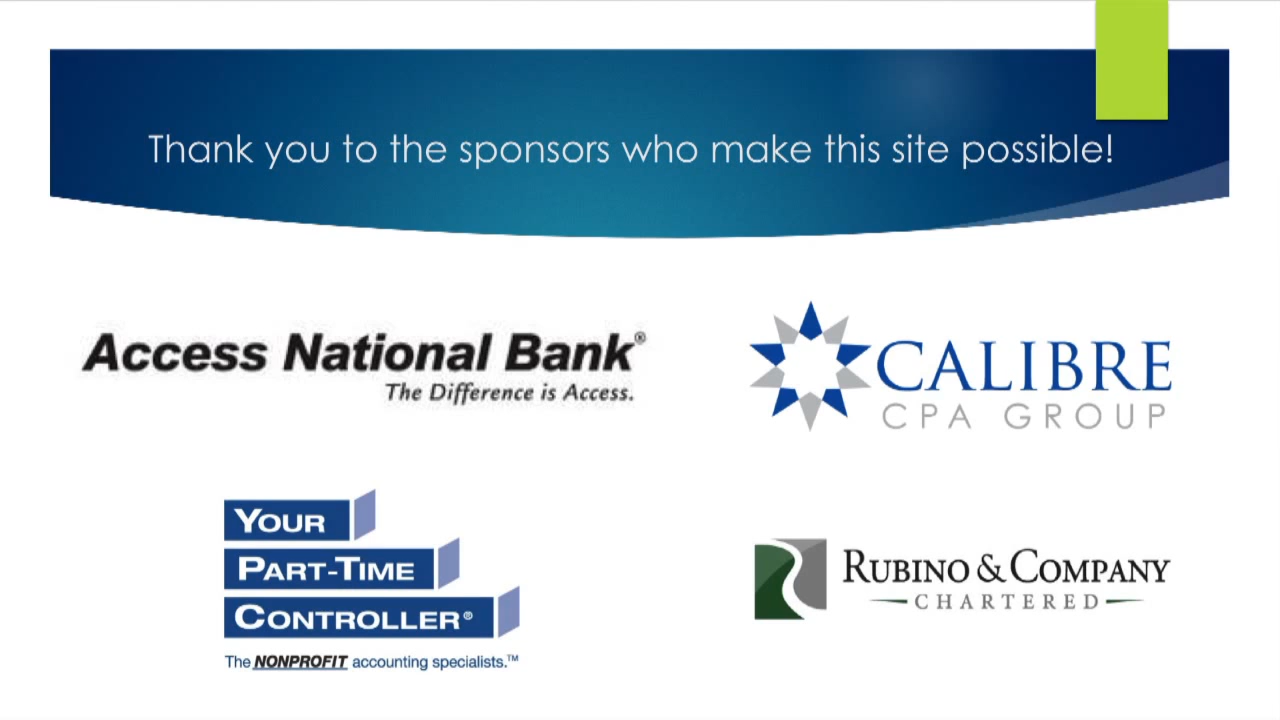 Thank you to the sponsors who make this site possible!
Access National Bank®
The Difference is Access.
CALIBRE
CPA GROUP
YOUR
PART-TIME
CONTROLLER®
The NONPROFIT accounting specialists.™
RUBINO & COMPANY
CHARTERED